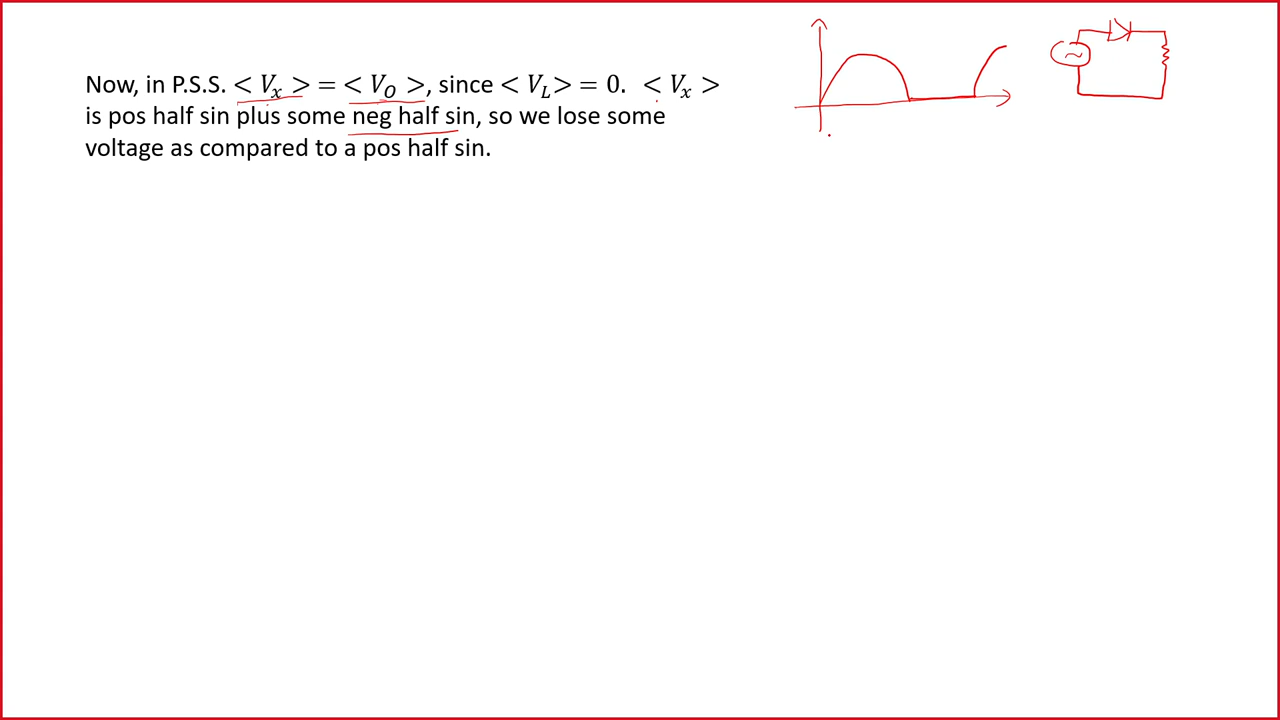 Now, in P.S.S. < V_x > = < V_O >, since < V_L > = 0. < V_x >
is pos half sin plus some neg half sin, so we lose some
voltage as compared to a pos half sin.